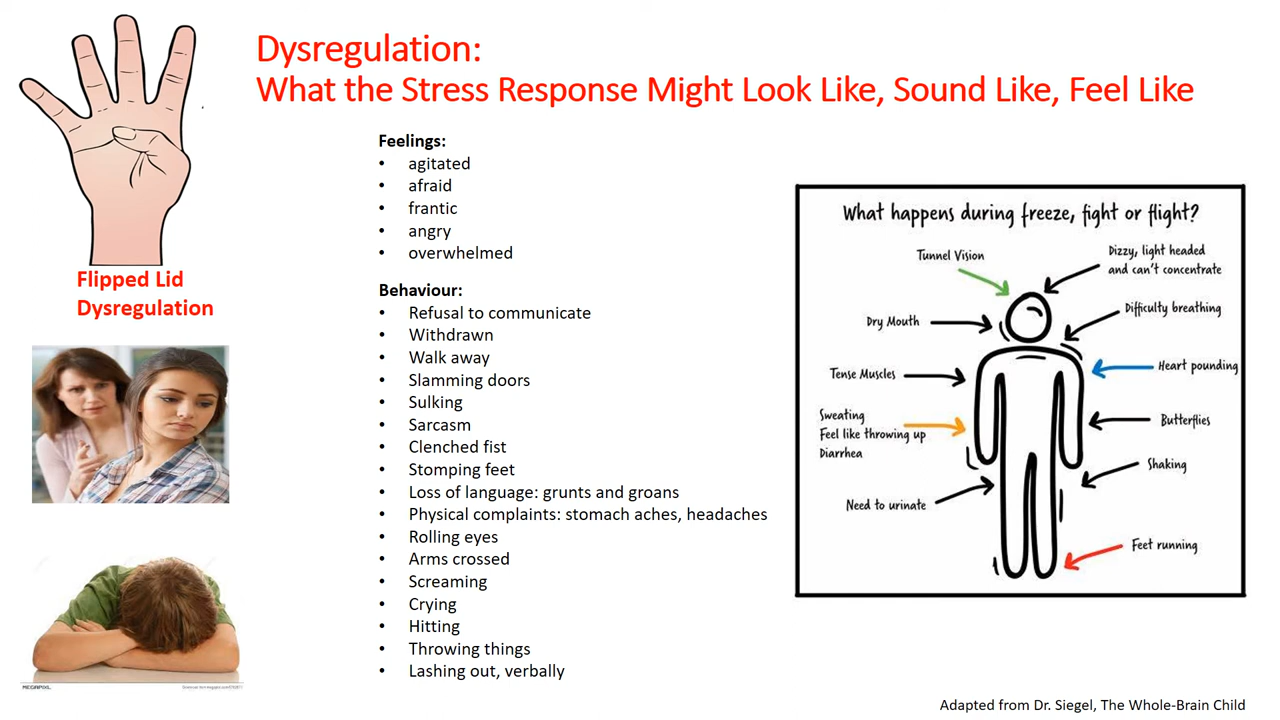 Dysregulation:
What the Stress Response Might Look Like, Sound Like, Feel Like
Flipped Lid
Dysregulation
Feelings:
• agitated
• afraid
• frantic
• angry
• overwhelmed
Behaviour:
• Refusal to communicate
• Withdrawn
• Walk away
• Slamming doors
• Sulking
• Sarcasm
• Clenched fist
• Stomping feet
• Loss of language: grunts and groans
• Physical complaints: stomach aches, headaches
• Rolling eyes
• Arms crossed
• Screaming
• Crying
• Hitting
• Throwing things
• Lashing out, verbally
What happens during freeze, fight or flight?
Tunnel Vision
Dizzy, light headed
and can't concentrate
Dry Mouth
Difficulty breathing
Tense Muscles
Heart pounding
Sweating
Feel like throwing up
Diarrhea
Butterflies
Shaking
Need to urinate
Feet running
MEGAPIXL
Adapted from Dr. Siegel, The Whole-Brain Child